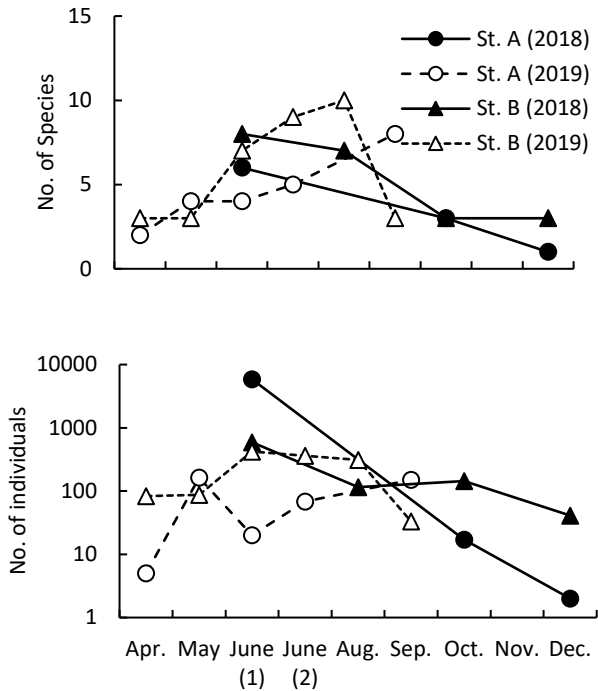 15
10
5
0
No. of Species
St. A (2018)
St. A (2019)
St. B (2018)
St. B (2019)
10000
1000
100
10
1
No. of individuals
Apr. May June June Aug. Sep. Oct. Nov. Dec.
(1) (2)